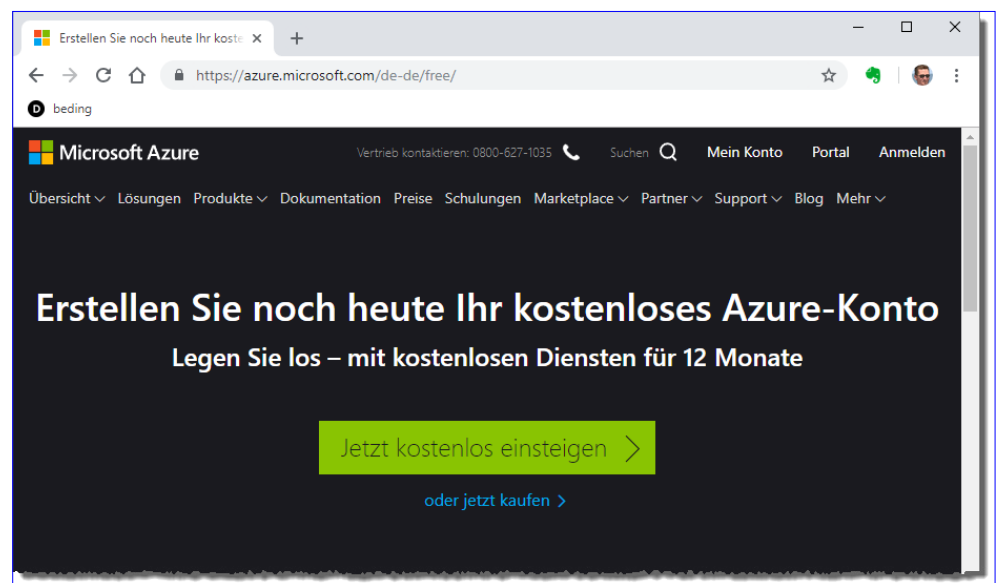 Erstellen Sie noch heute Ihr koste
https://azure.microsoft.com/de-de/free/
D beding
Microsoft Azure Vertrieb kontaktieren: 0800-627-1035 Suchen Mein Konto Portal Anmelden
Übersicht Lösungen Produkte Dokumentation Preise Schulungen Marketplace Partner Support Blog Mehr
Erstellen Sie noch heute Ihr kostenloses Azure-Konto
Legen Sie los – mit kostenlosen Diensten für 12 Monate
Jetzt kostenlos einsteigen
oder jetzt kaufen